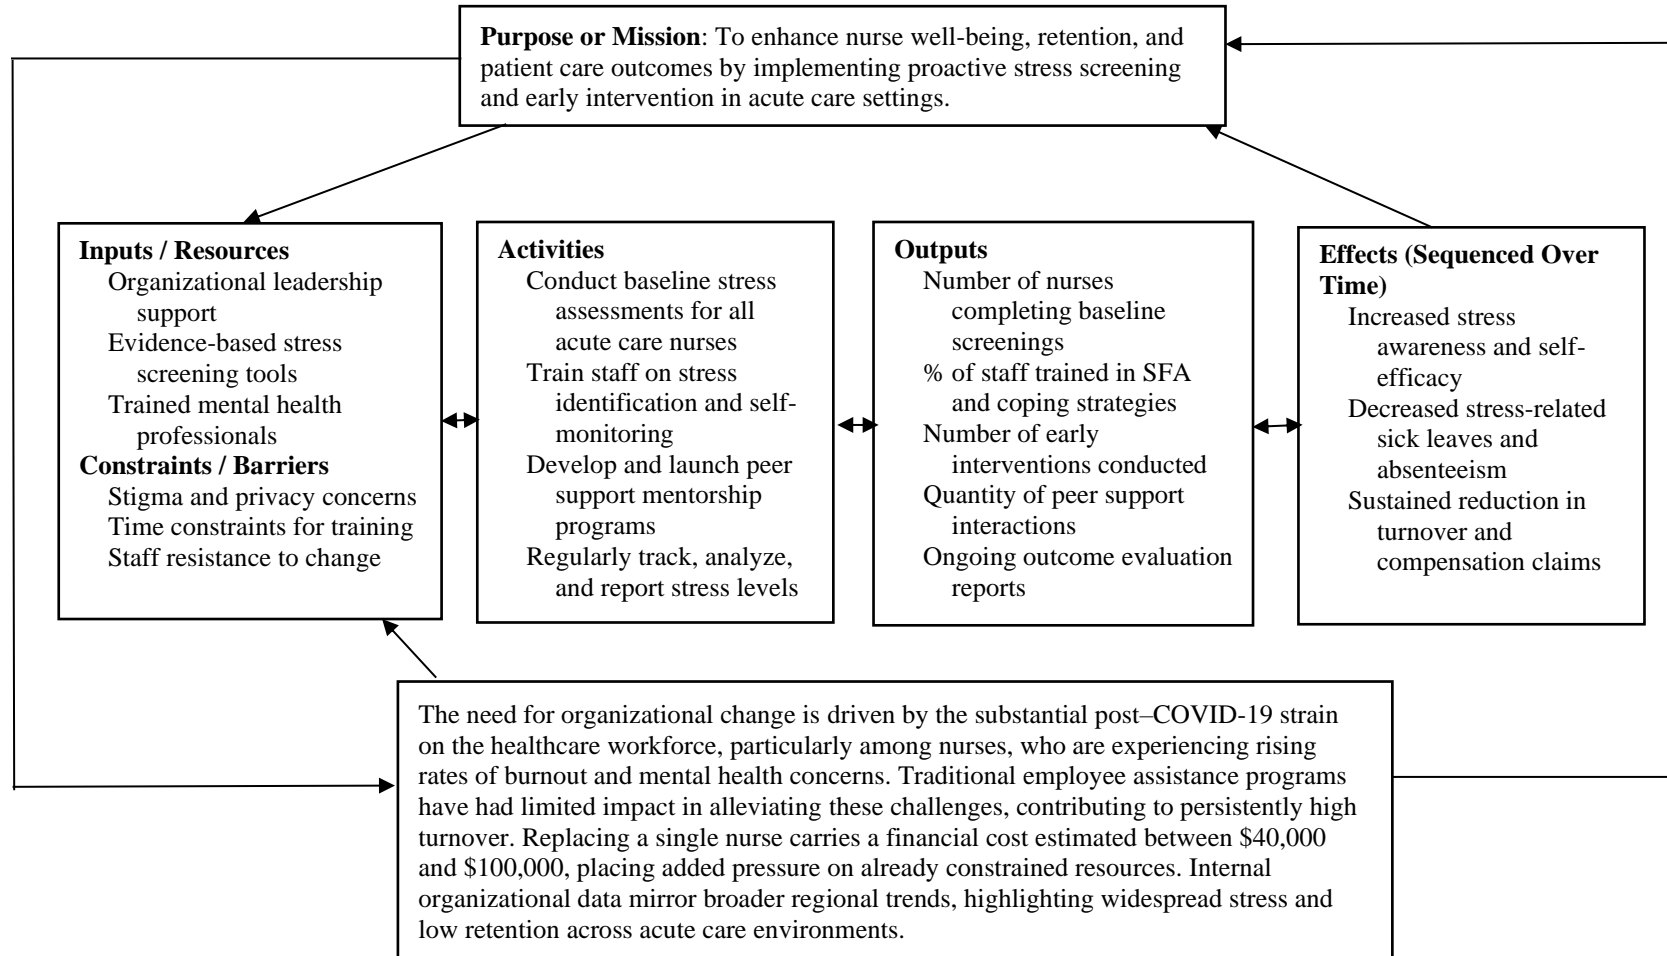 Purpose or Mission: To enhance nurse well-being, retention, and
patient care outcomes by implementing proactive stress screening
and early intervention in acute care settings.
Inputs / Resources
Organizational leadership
support
Evidence-based stress
screening tools
Trained mental health
professionals
Constraints / Barriers
Stigma and privacy concerns
Time constraints for training
Staff resistance to change
Activities
Conduct baseline stress
assessments for all
acute care nurses
Train staff on stress
identification and self-
monitoring
Develop and launch peer
support mentorship
programs
Regularly track, analyze,
and report stress levels
Outputs
Number of nurses
completing baseline
screenings
% of staff trained in SFA
and coping strategies
Number of early
interventions conducted
Quantity of peer support
interactions
Ongoing outcome evaluation
reports
Effects (Sequenced Over
Time)
Increased stress
awareness and self-
efficacy
Decreased stress-related
sick leaves and
absenteeism
Sustained reduction in
turnover and
compensation claims
The need for organizational change is driven by the substantial post–COVID-19 strain
on the healthcare workforce, particularly among nurses, who are experiencing rising
rates of burnout and mental health concerns. Traditional employee assistance programs
have had limited impact in alleviating these challenges, contributing to persistently high
turnover. Replacing a single nurse carries a financial cost estimated between $40,000
and $100,000, placing added pressure on already constrained resources. Internal
organizational data mirror broader regional trends, highlighting widespread stress and
low retention across acute care environments.